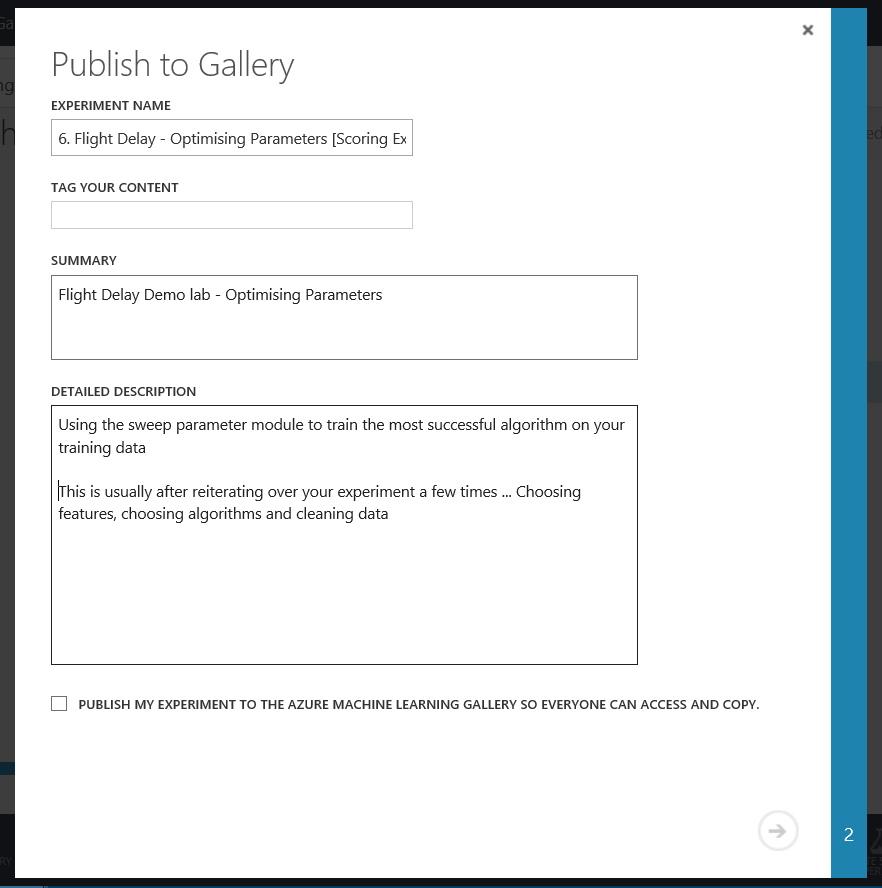 Publish to Gallery
EXPERIMENT NAME
6. Flight Delay - Optimising Parameters [Scoring Ex
TAG YOUR CONTENT
SUMMARY
Flight Delay Demo lab - Optimising Parameters
DETAILED DESCRIPTION
Using the sweep parameter module to train the most successful algorithm on your
training data
This is usually after reiterating over your experiment a few times ... Choosing
features, choosing algorithms and cleaning data
PUBLISH MY EXPERIMENT TO THE AZURE MACHINE LEARNING GALLERY SO EVERYONE CAN ACCESS AND COPY.
2